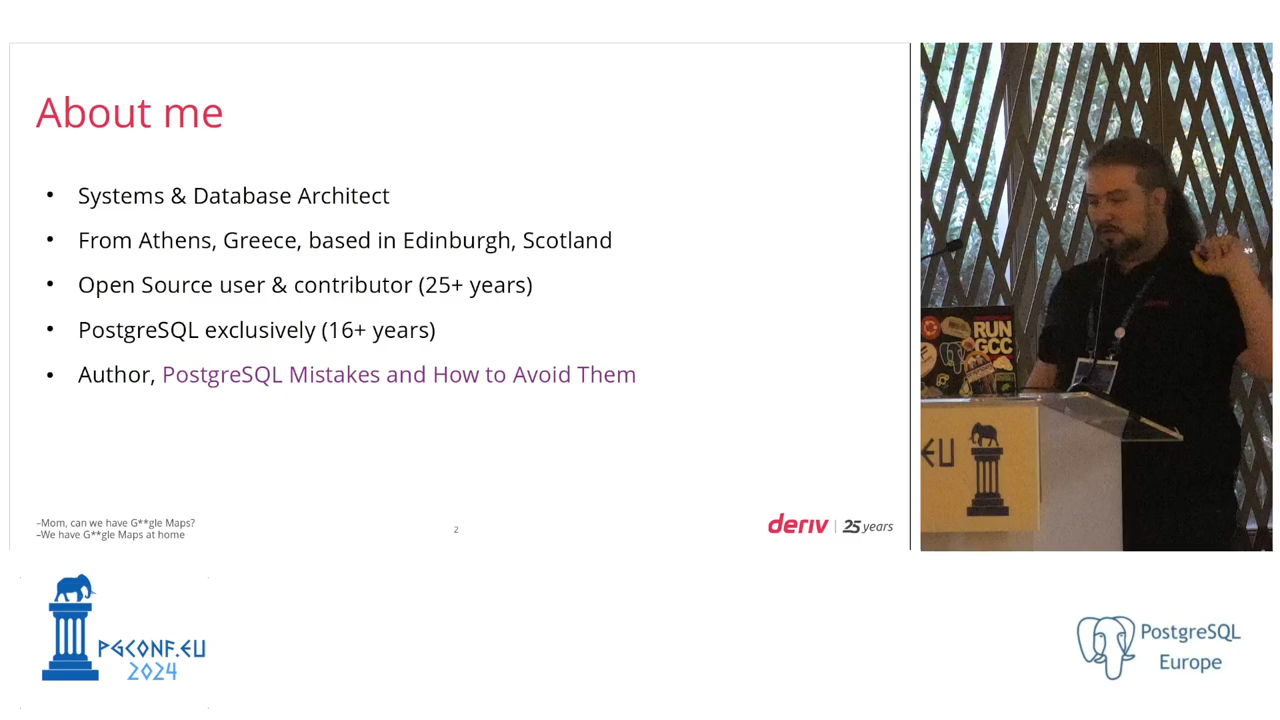 About me
• Systems & Database Architect
• From Athens, Greece, based in Edinburgh, Scotland
• Open Source user & contributor (25+ years)
• PostgreSQL exclusively (16+ years)
• Author, PostgreSQL Mistakes and How to Avoid Them
–Mom, can we have G**gle Maps?
–We have G**gle Maps at home
2
deriv | 25 years
RUN
GCC
EU
PGCONF.EU
2024
PostgreSQL
Europe